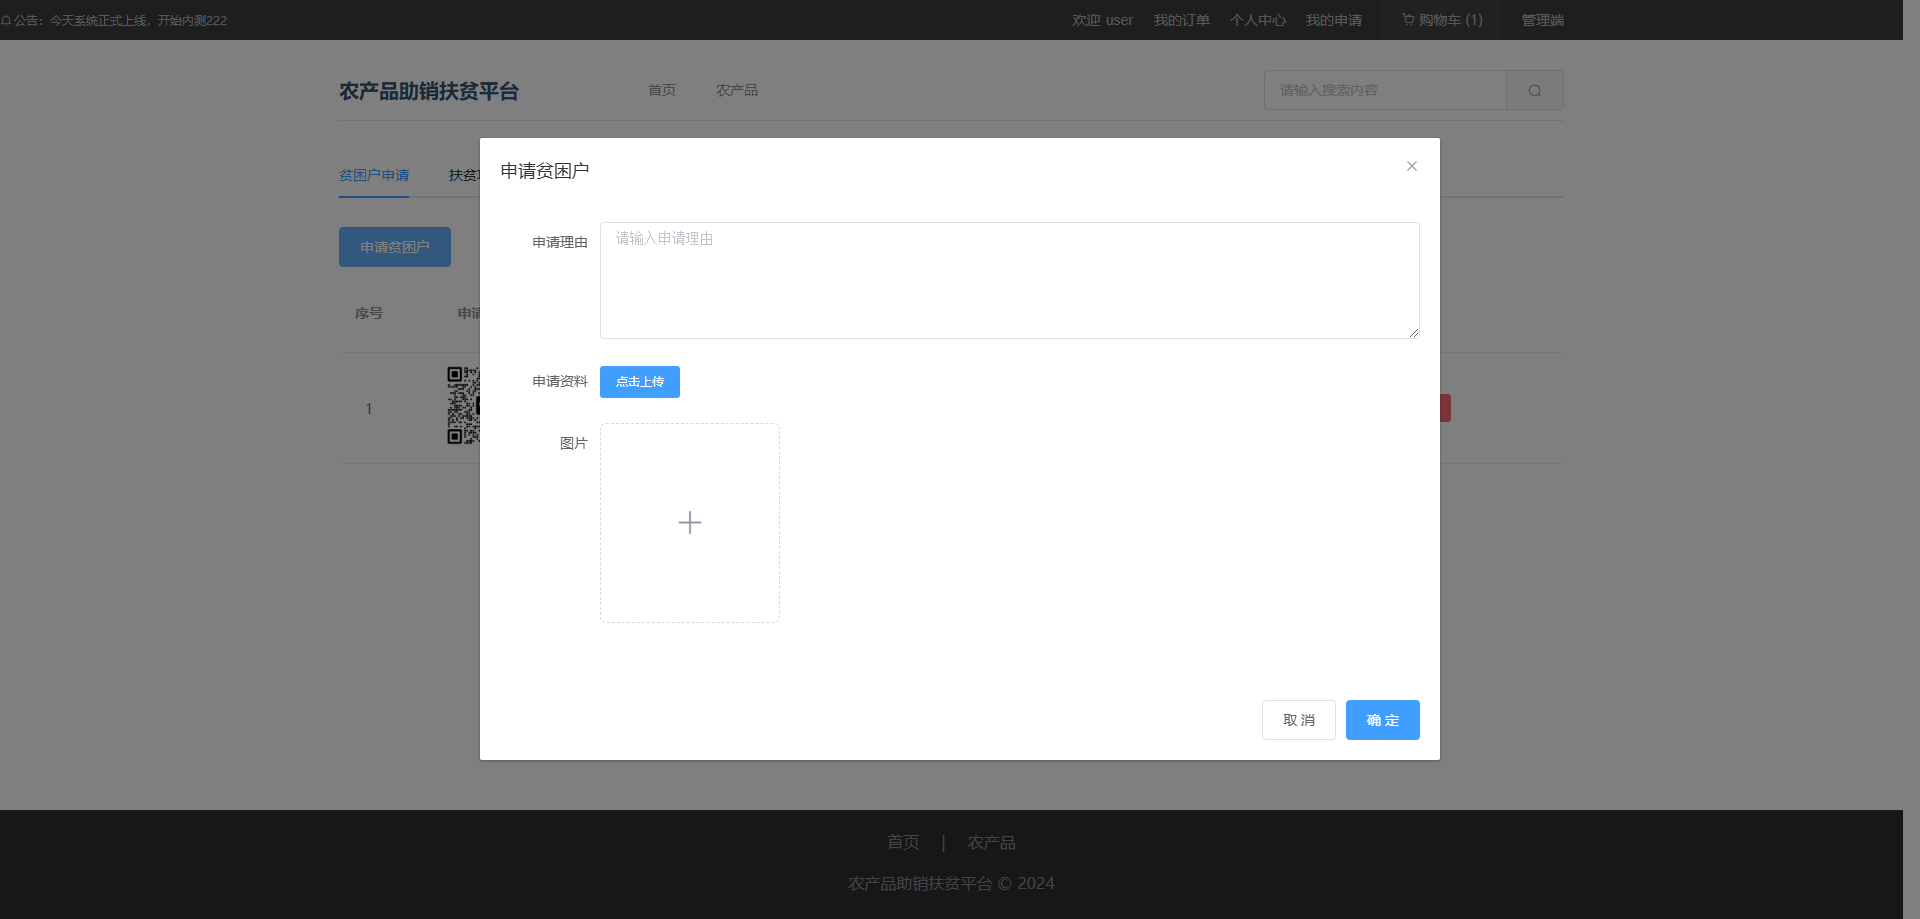 公告：今天系统正式上线，开始内测222
欢迎 user 我的订单 个人中心 我的申请 购物车 (1) 管理端
农产品助销扶贫平台 首页 农产品 请输入搜索内容
贫困户申请 扶贫
申请贫困户
序号 申请
1
申请贫困户
申请理由 请输入申请理由
申请资料 点击上传
图片
取 消 确 定
首页 | 农产品
农产品助销扶贫平台 © 2024